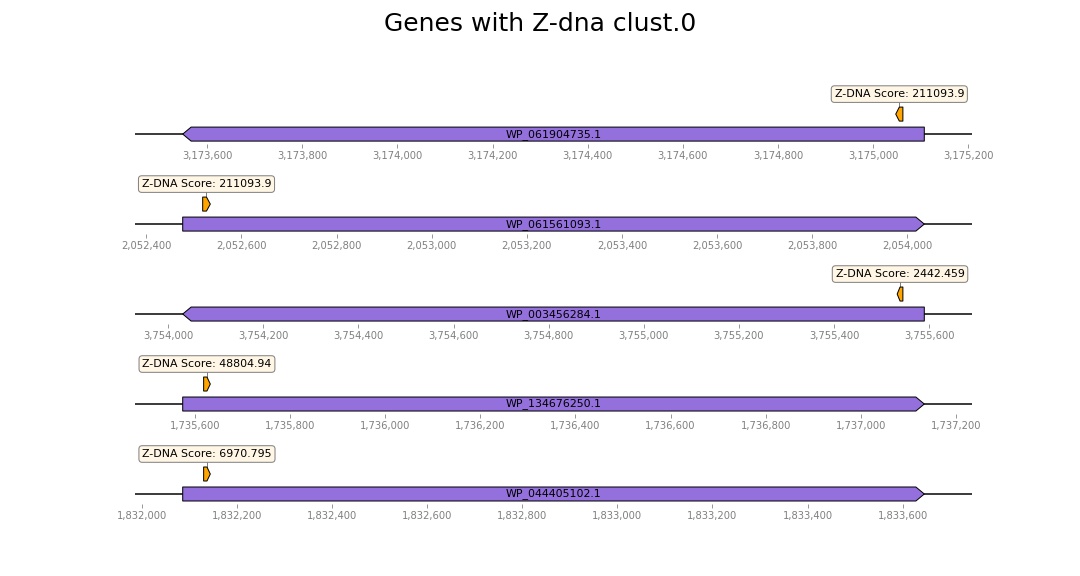 Genes with Z-dna clust.0
Z-DNA Score: 211093.9
WP_061904735.1
3,173,600 3,173,800 3,174,000 3,174,200 3,174,400 3,174,600 3,174,800 3,175,000 3,175,200
Z-DNA Score: 211093.9
WP_061561093.1
2,052,400 2,052,600 2,052,800 2,053,000 2,053,200 2,053,400 2,053,600 2,053,800 2,054,000
Z-DNA Score: 2442.459
WP_003456284.1
3,754,000 3,754,200 3,754,400 3,754,800 3,755,000 3,755,200 3,755,400 3,755,600
Z-DNA Score: 48804.94
WP_134676250.1
1,735,600 1,735,800 1,736,000 1,736,200 1,736,400 1,736,600 1,736,800 1,737,000 1,737,200
Z-DNA Score: 6970.795
WP_044405102.1
1,832,000 1,832,200 1,832,400 1,832,600 1,832,800 1,833,000 1,833,200 1,833,400 1,833,600